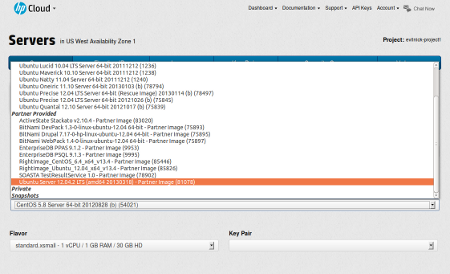 hp Cloud
Dashboard Documentation Support API Keys Account Chat Now
Servers in US West Availability Zone 1
Project:
Ubuntu Lucid 10.04 LTS Server 64-bit 20111212 (1236)
Ubuntu Maverick 10.10 Server 64-bit 20111212 (1238)
Ubuntu Natty 11.04 Server 64-bit 20111212 (1240)
Ubuntu Oneiric 11.10 Server 64-bit 20130103 (b) (78794)
Ubuntu Precise 12.04 LTS Server 64-bit (Rescue Image) 20130114 (b) (78497)
Ubuntu Precise 12.04 LTS Server 64-bit 20121026 (b) (75845)
Ubuntu Quantal 12.10 Server 64-bit 20121017 (b) (75839)
Partner Provided
ActiveState Stackato v2.10.4 - Partner Image (83020)
BitNami DevPack 1.3-0-linux-ubuntu-12.04 64-bit - Partner Image (75893)
BitNami Drupal 7.17-0-hp-linux-ubuntu-12.04 64-bit - Partner Image (75895)
BitNami WebPack 1.4-0-linux-ubuntu-12.04 64-bit - Partner Image (75897)
EnterpriseDB PPAS 9.1.2 - Partner Image (9953)
EnterpriseDB PSQL 9.1.3 - Partner Image (9995)
RightImage_CentOS_6.4_x64_v13.4 - Partner Image (85446)
RightImage_Ubuntu_12.04_x64_v13.4 - Partner Image (85826)
SOASTA TestResultService 1.0 - Partner Image (78902)
Ubuntu Server 12.04.2 LTS (amd64 20130318) - Partner Image (81078)
Private
Snapshots
CentOS 5.8 Server 64-bit 20120828 (b) (54021)
Flavor Key Pair
standard.xsmall - 1 vCPU / 1 GB RAM / 30 GB HD